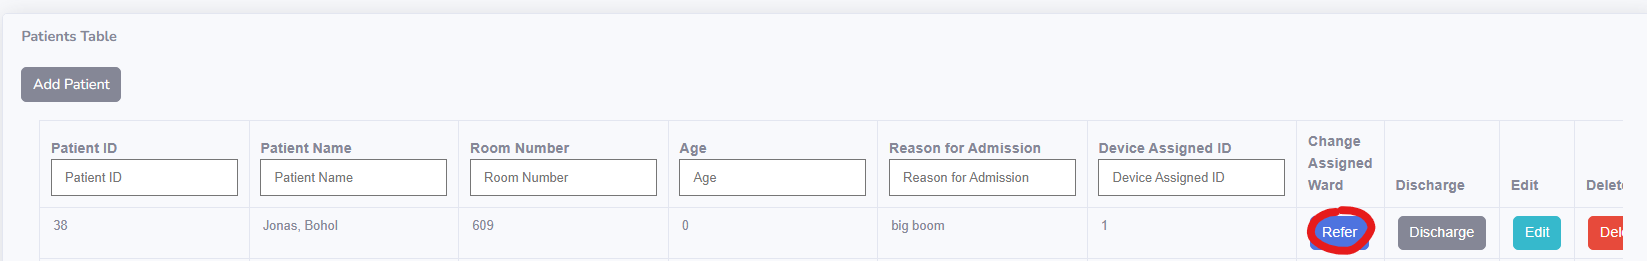 Patients Table
Add Patient
Patient ID Patient Name Room Number Age Reason for Admission Device Assigned ID Change Assigned Ward Discharge Edit Delet
Patient ID Patient Name Room Number Age Reason for Admission Device Assigned ID
38 Jonas, Bohol 609 0 big boom 1 Refer Discharge Edit Del